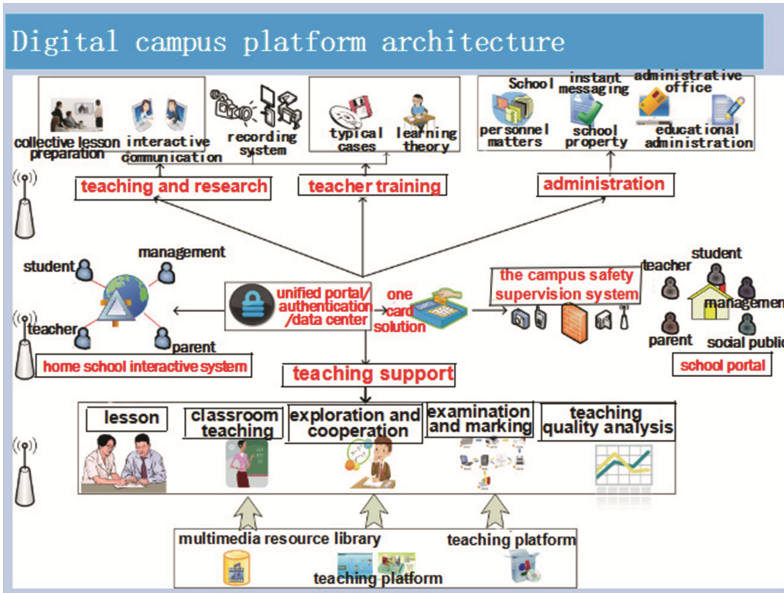 Digital campus platform architecture
collective lesson
preparation
interactive
communication
recording
system
typical
cases
learning
theory
School
personnel
matters
instant
messaging
school
property
administrative
office
educational
administration
teaching and research
teacher training
administration
student
management
teacher
parent
home school interactive system
unified portal/
authentication
/data center
one
card
solution
the campus safety
supervision system
student
teacher
management
parent
social public
school portal
teaching support
lesson
classroom
teaching
exploration and
cooperation
examination
and marking
teaching
quality analysis
multimedia resource library
teaching platform
teaching platform